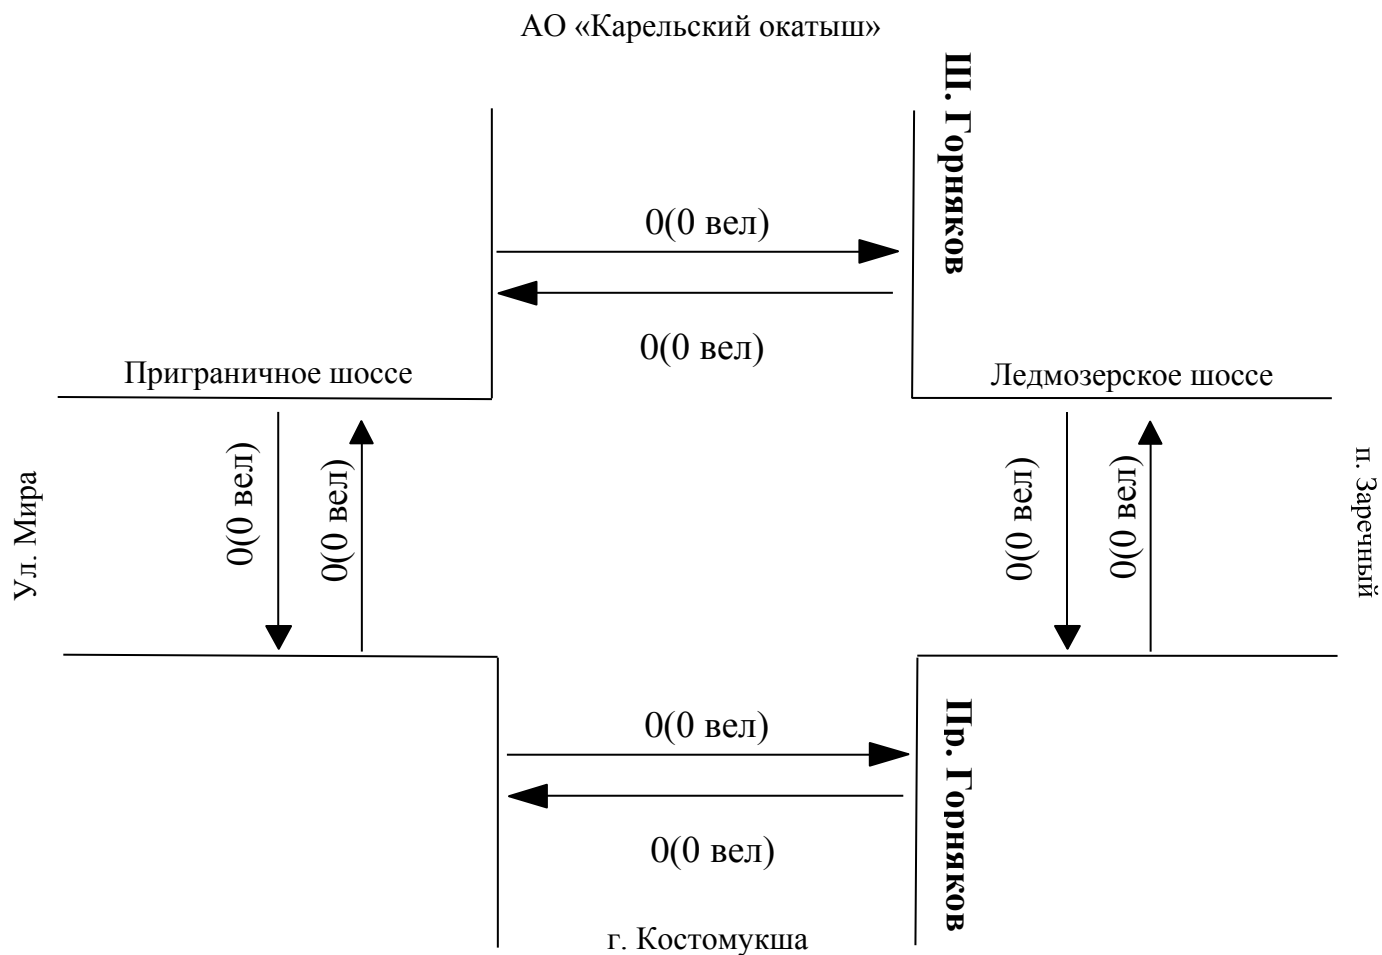 АО «Карельский окатыш»
Ш. Горняков
0(0 вел)
0(0 вел)
Приграничное шоссе
Ледмозерское шоссе
Ул. Мира
0(0 вел)
0(0 вел)
0(0 вел)
0(0 вел)
п. Заречный
0(0 вел)
Пр. Горняков
0(0 вел)
г. Костомукша